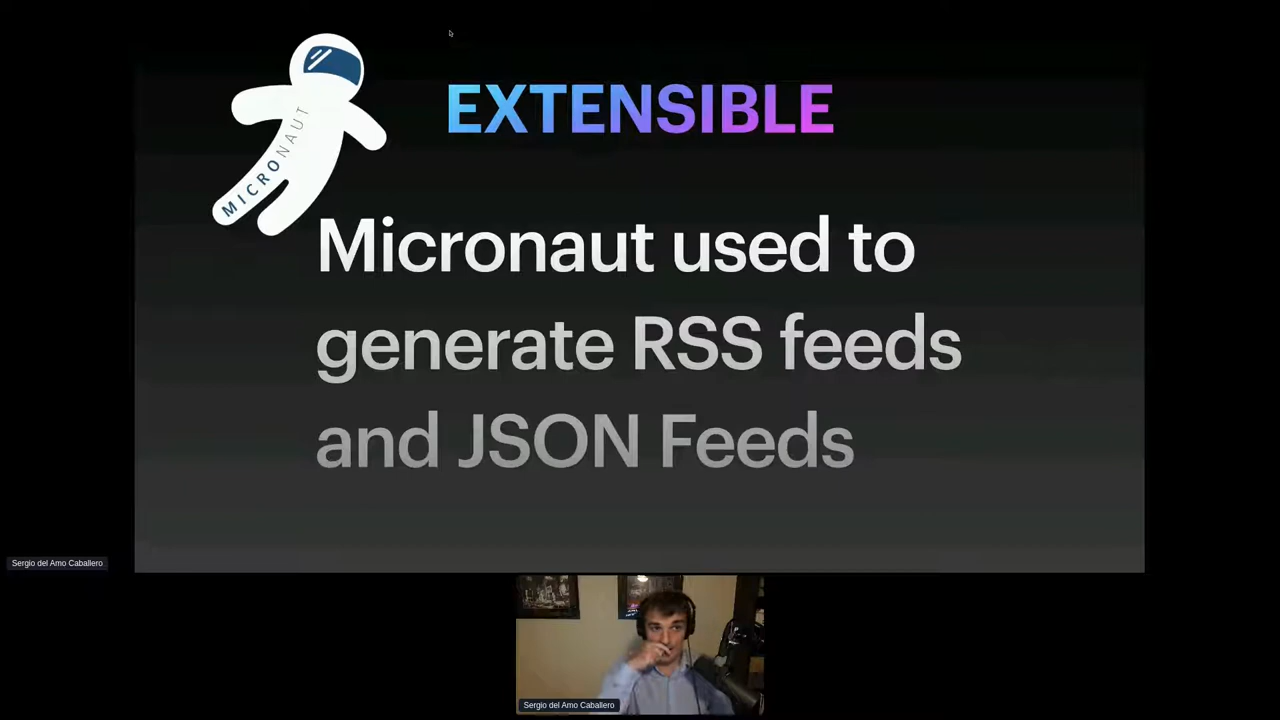 EXTENSIBLE
MICRONAUT
Micronaut used to
generate RSS feeds
and JSON Feeds
Sergio del Amo Caballero
Sergio del Amo Caballero